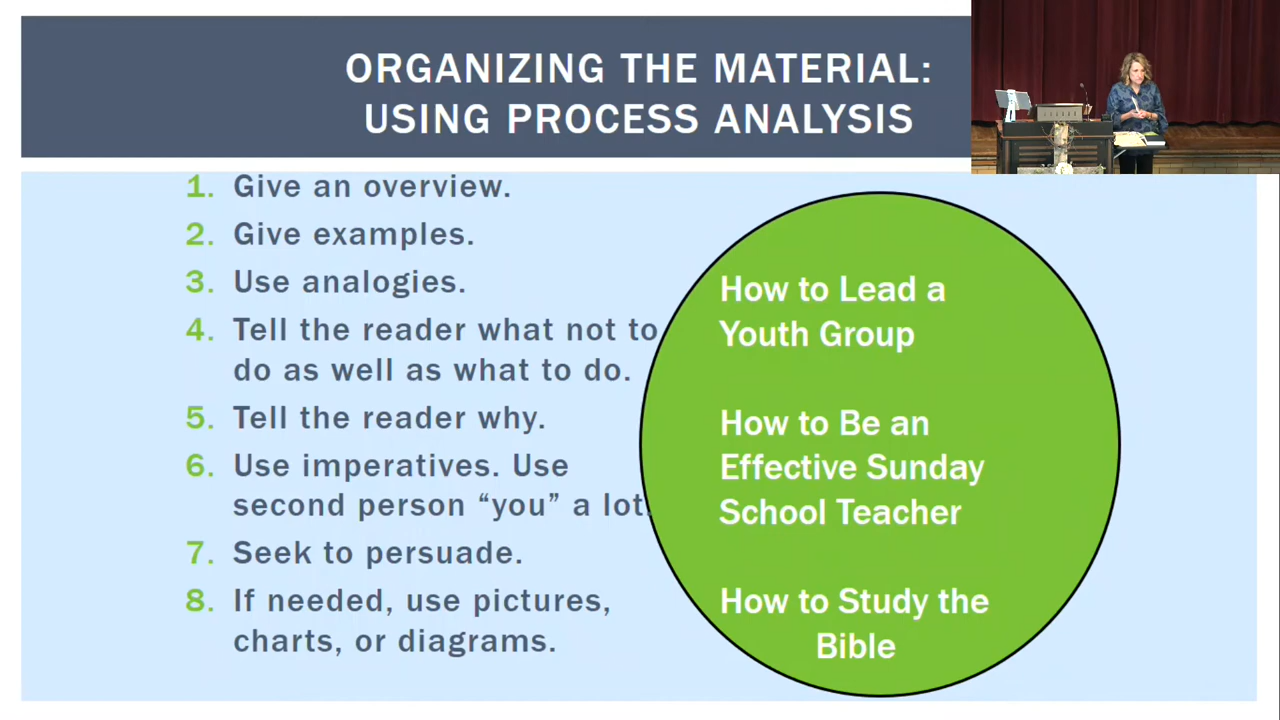 ORGANIZING THE MATERIAL:
USING PROCESS ANALYSIS
1. Give an overview.
2. Give examples.
3. Use analogies.
4. Tell the reader what not to
do as well as what to do.
5. Tell the reader why.
6. Use imperatives. Use
second person “you” a lot.
7. Seek to persuade.
8. If needed, use pictures,
charts, or diagrams.
How to Lead a
Youth Group
How to Be an
Effective Sunday
School Teacher
How to Study the
Bible